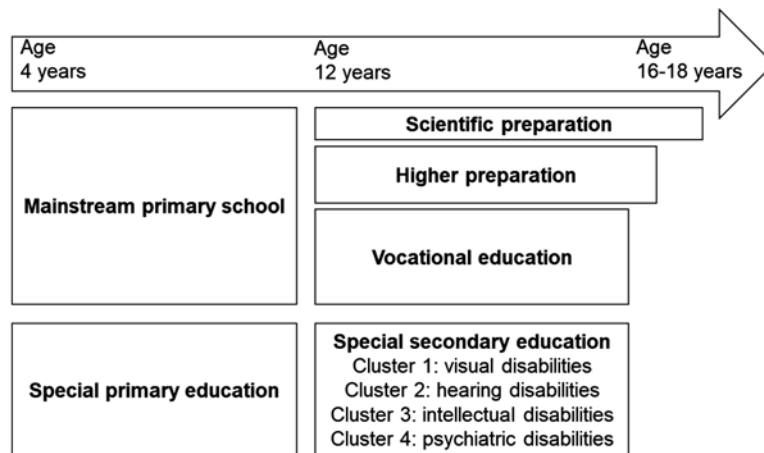 Age
4 years
Age
12 years
Age
16-18 years
Mainstream primary school
Scientific preparation
Higher preparation
Vocational education
Special primary education
Special secondary education
Cluster 1: visual disabilities
Cluster 2: hearing disabilities
Cluster 3: intellectual disabilities
Cluster 4: psychiatric disabilities